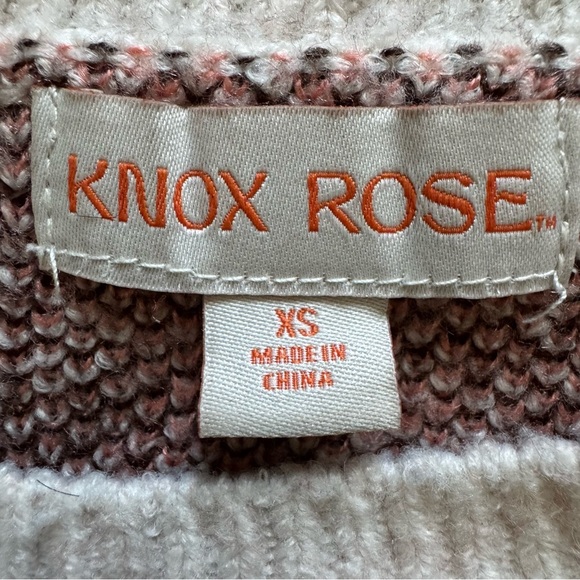 KNOX ROSE™
XS
MADE IN
CHINA